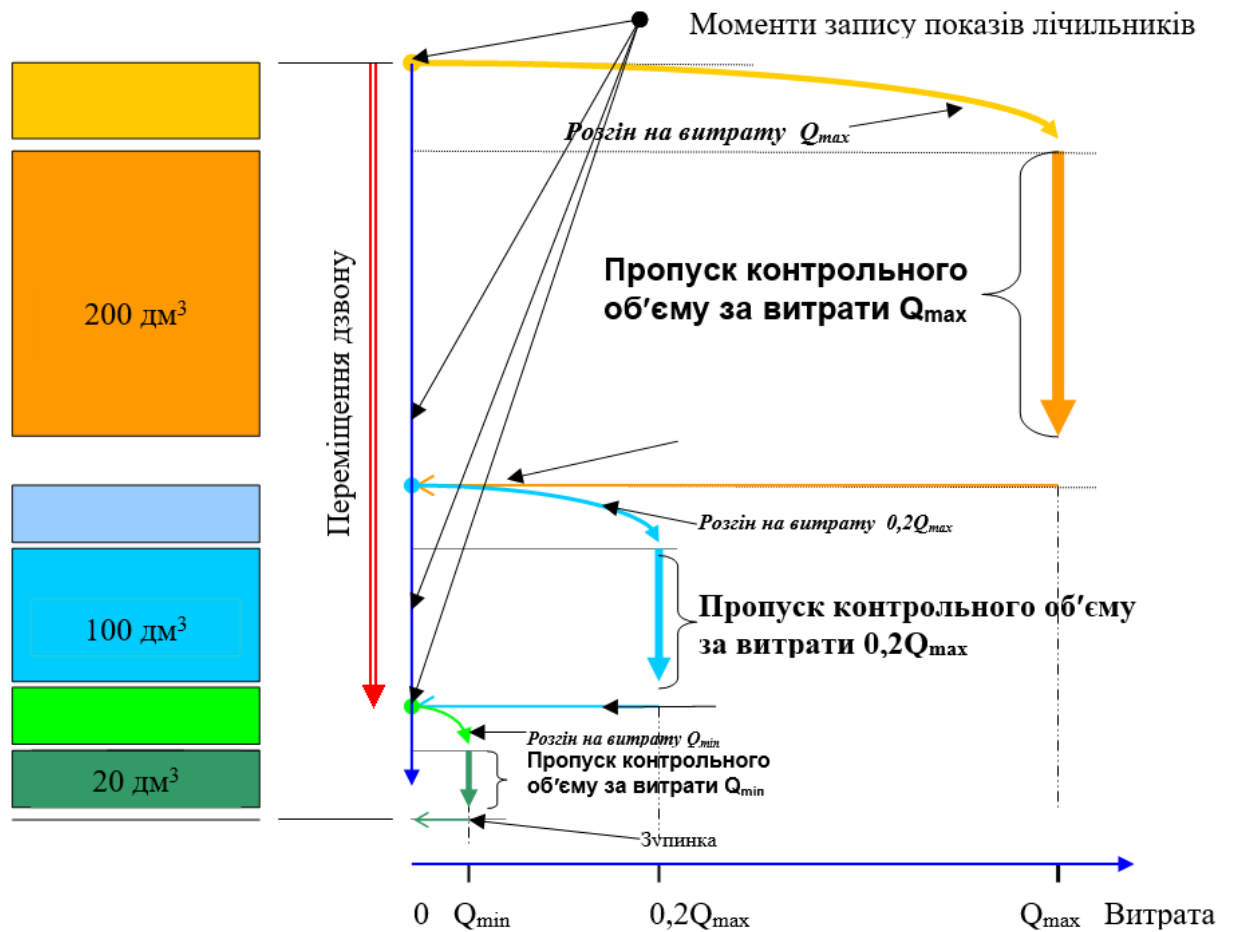 Моменти запису показів лічильників
Розгін на витрату Qmax
Переміщення дзвону
200 дм³
Пропуск контрольного
об′єму за витрати Qmax
Розгін на витрату 0,2Qmax
100 дм³
Пропуск контрольного об′єму
за витрати 0,2Qmax
Розгін на витрату Qmin
20 дм³
Пропуск контрольного
об′єму за витрати Qmin
Зупинка
0 Qmin 0,2Qmax Qmax Витрата